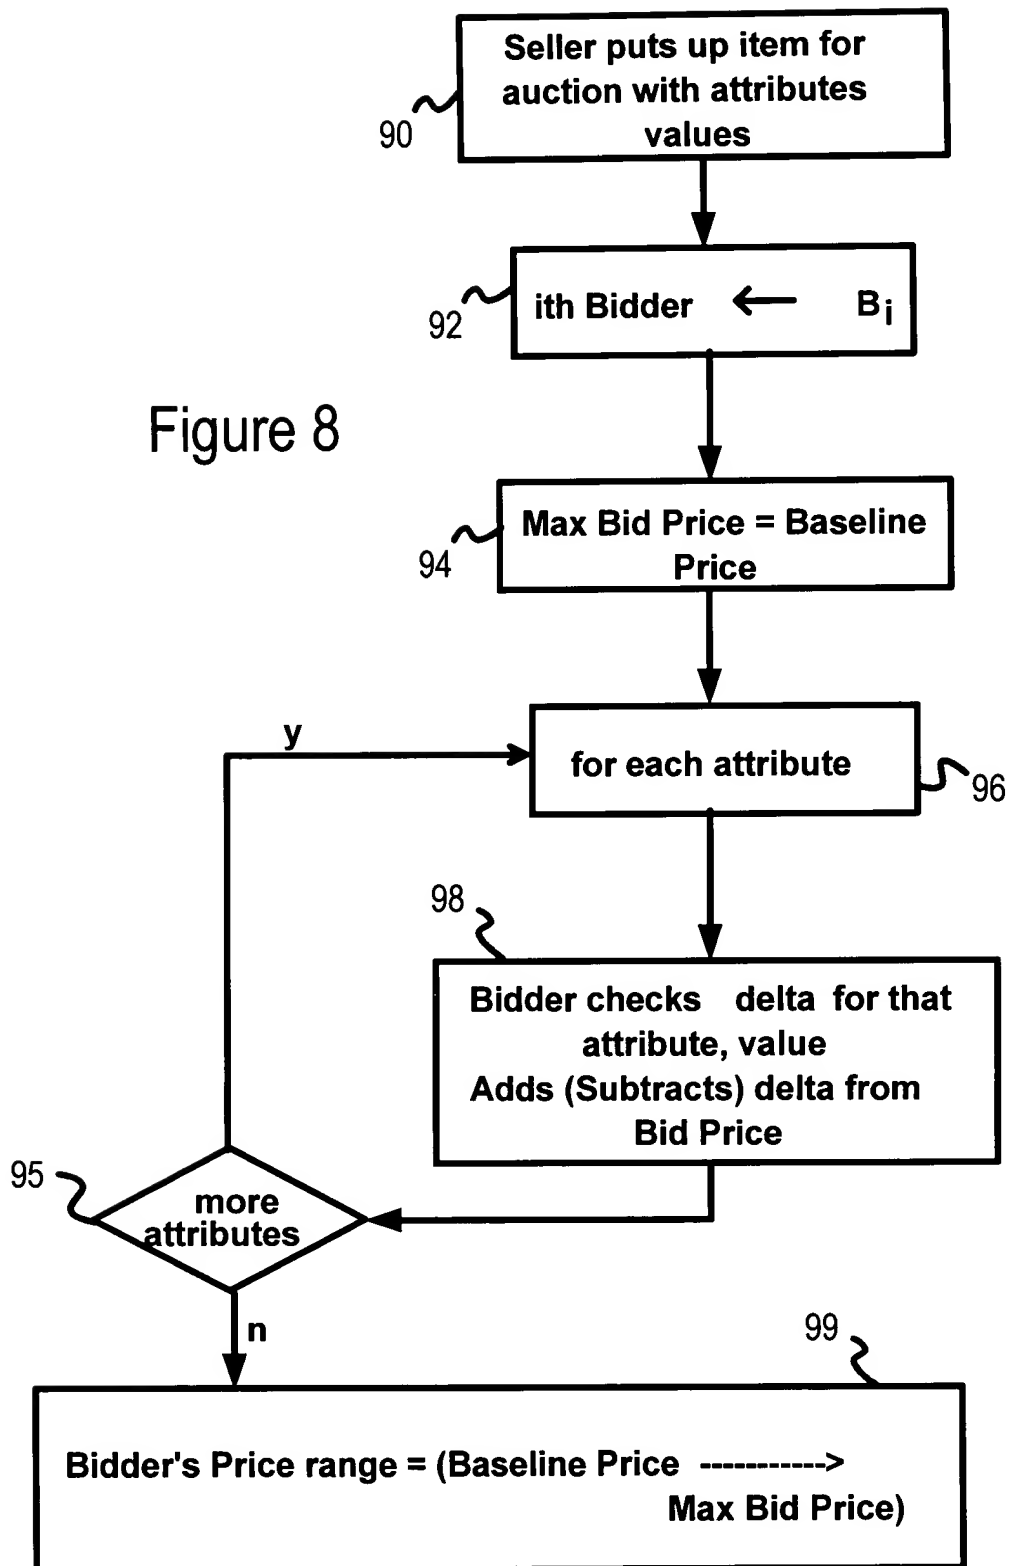 Seller puts up item for
auction with attributes
values
90
ith Bidder ← Bi
92
Figure 8
Max Bid Price = Baseline
Price
94
y
for each attribute
96
98
Bidder checks delta for that
attribute, value
Adds (Subtracts) delta from
Bid Price
95
more
attributes
n
99
Bidder's Price range = (Baseline Price ----------->
Max Bid Price)